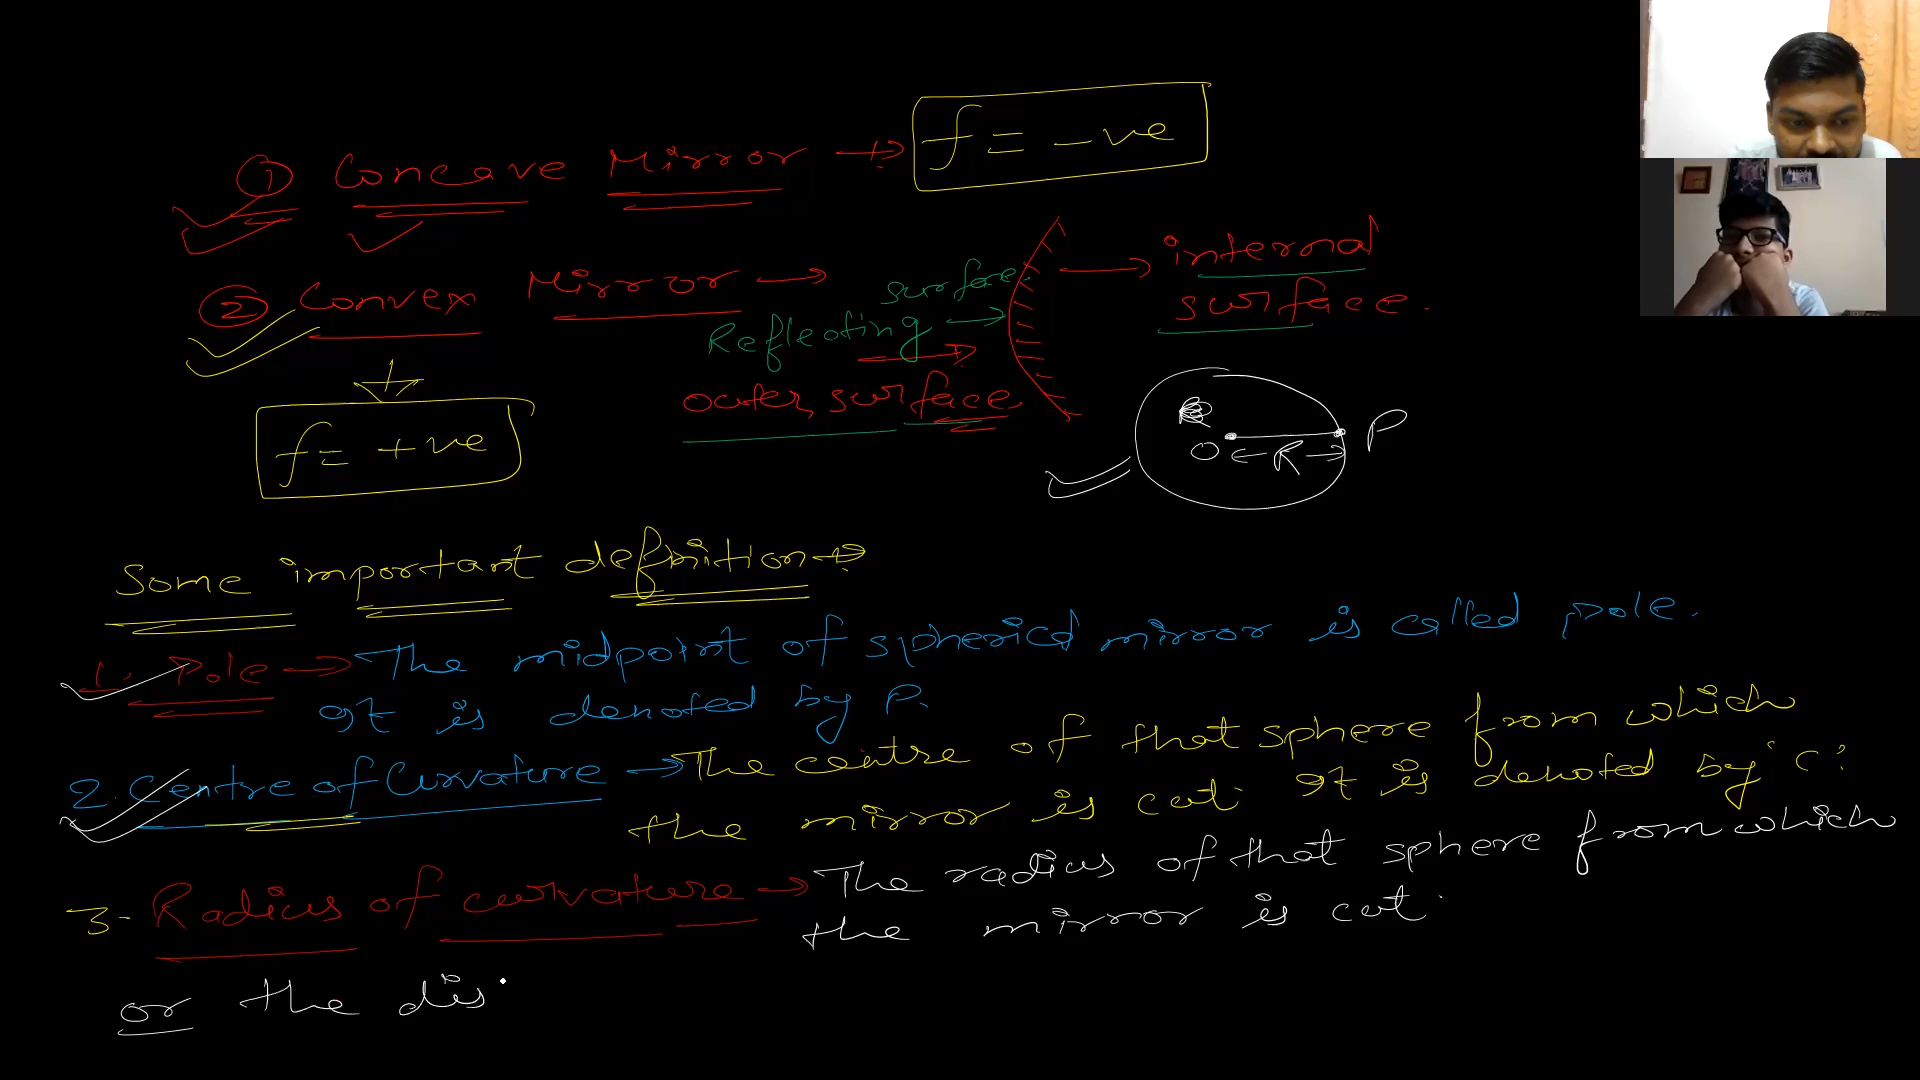 ① Concave Mirror →
f = -ve
② Convex Mirror →
surface
Reflecting →
→ internal
surface.
outer surface
f = +ve
O ← R → P
Some important definition →
1. Pole → The midpoint of spherical mirror is called pole.
It is denoted by P.
2. Centre of Curvature → The centre of that sphere from which
the mirror is cut. It is denoted by 'C'.
3- Radius of curvature → The radius of that sphere from which
the mirror is cut.
or the dis